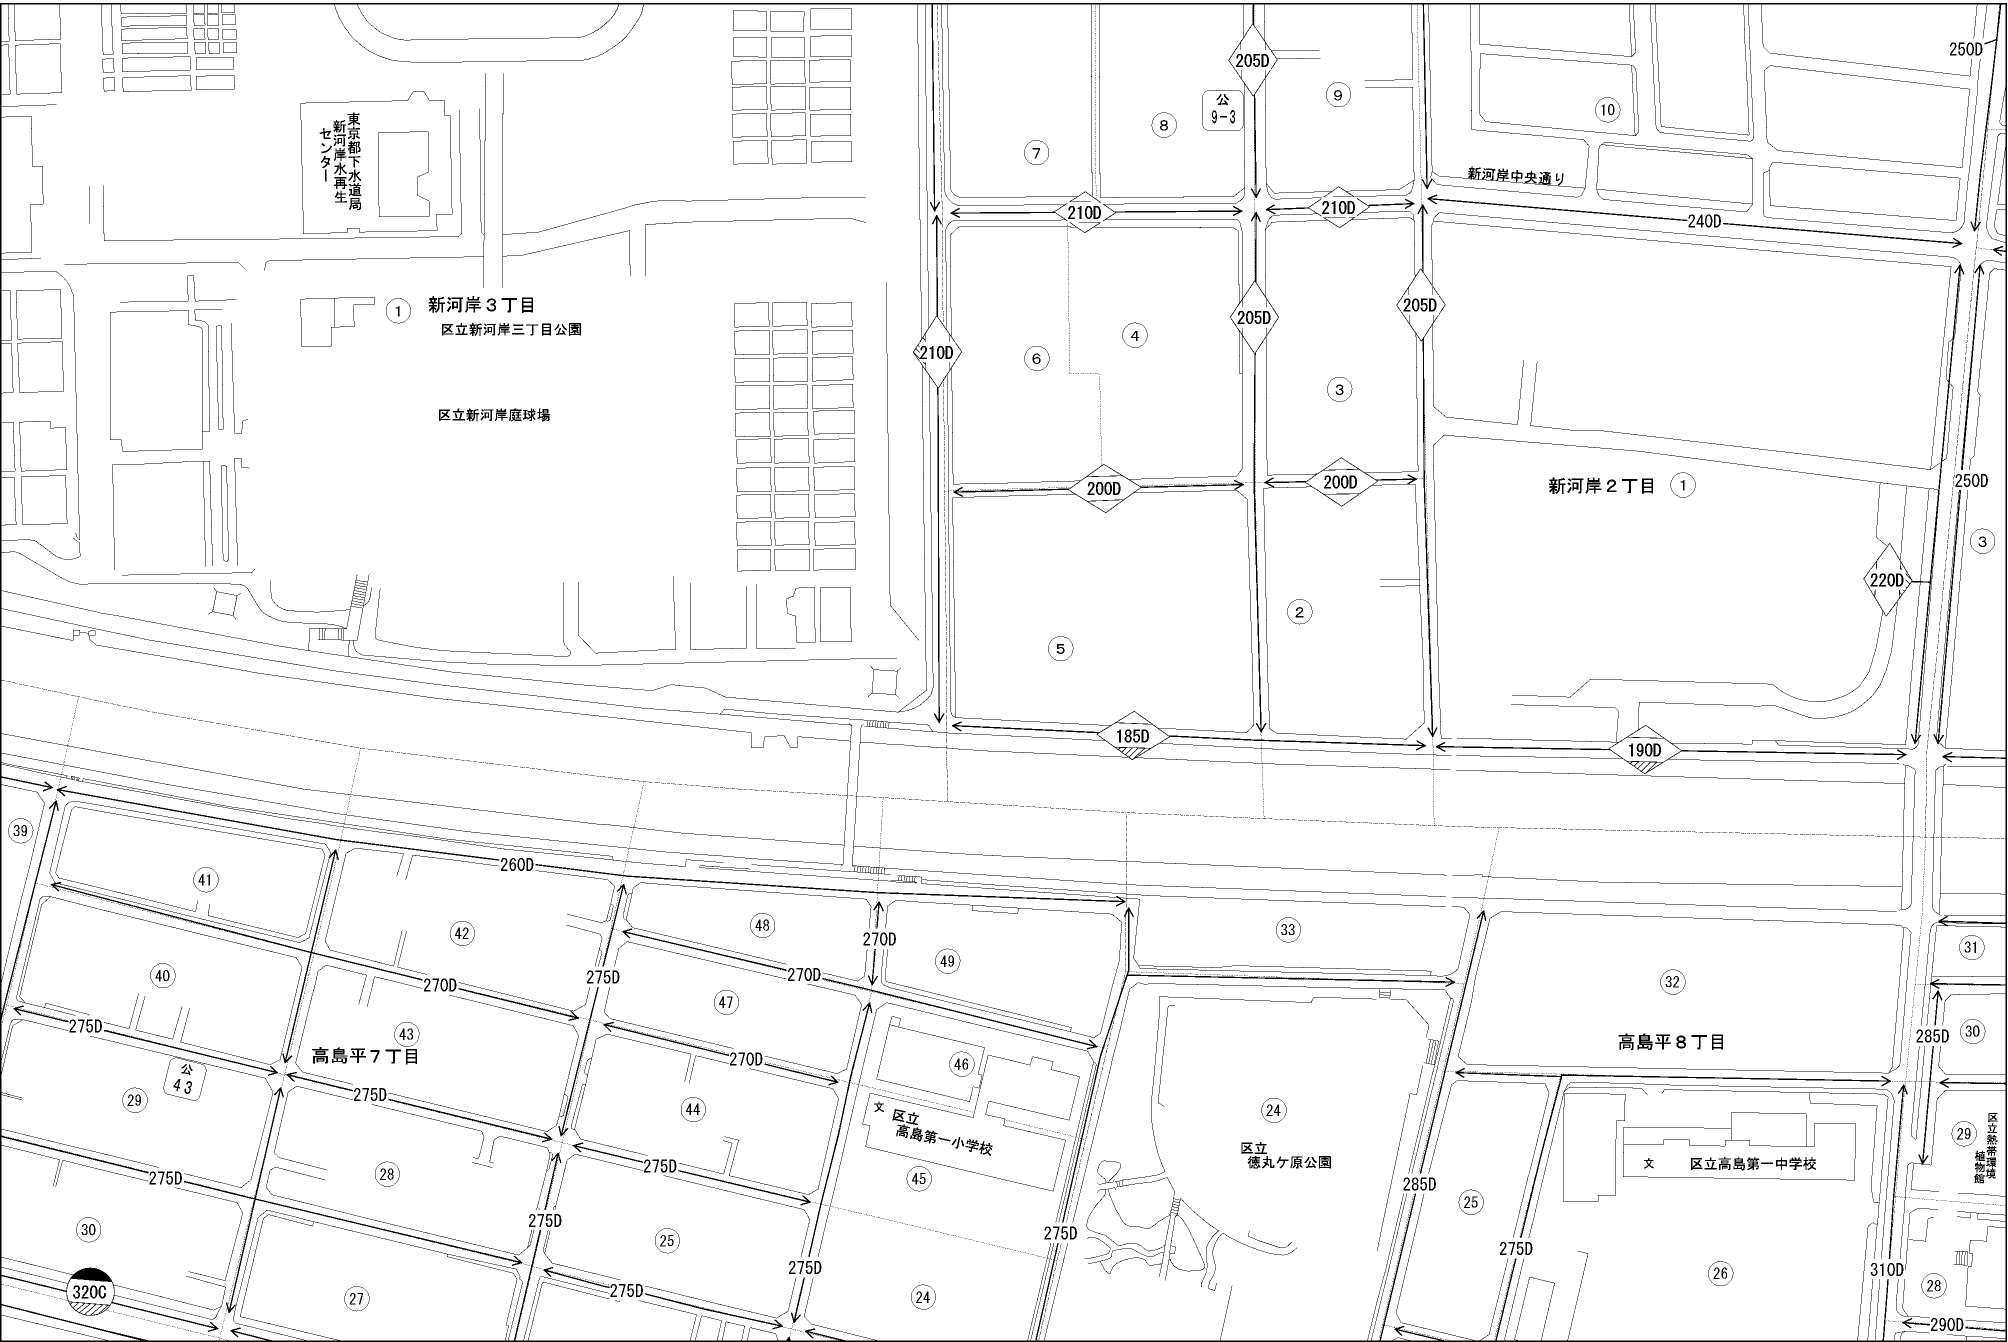 250D
205D
9
公
9-3
10
8
7
東京都下水道局
新河岸水再生
センター
新河岸中央通り
210D
210D
240D
新河岸3丁目
1
区立新河岸三丁目公園
205D
205D
210D
4
6
3
区立新河岸庭球場
200D
200D
新河岸2丁目
1
250D
3
220D
2
5
185D
190D
39
260D
41
42
48
270D
49
33
31
40
270D
275D
270D
47
32
275D
43
高島平7丁目
285D
30
高島平8丁目
公
43
29
275D
270D
46
44
文
区立
高島第一小学校
24
区立
徳丸ケ原公園
29
区立熱帯環境
植物館
文
区立高島第一中学校
275D
28
275D
45
285D
25
30
275D
25
275D
275D
275D
310D
26
28
320C
27
275D
24
290D